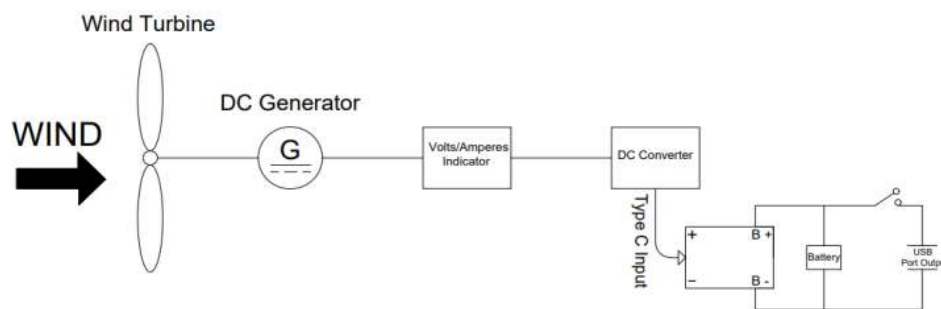 Wind Turbine
DC Generator
WIND
G
Volts/Amperes
Indicator
DC Converter
Type C Input
+
B +
−
B -
Battery
USB
Port Outp